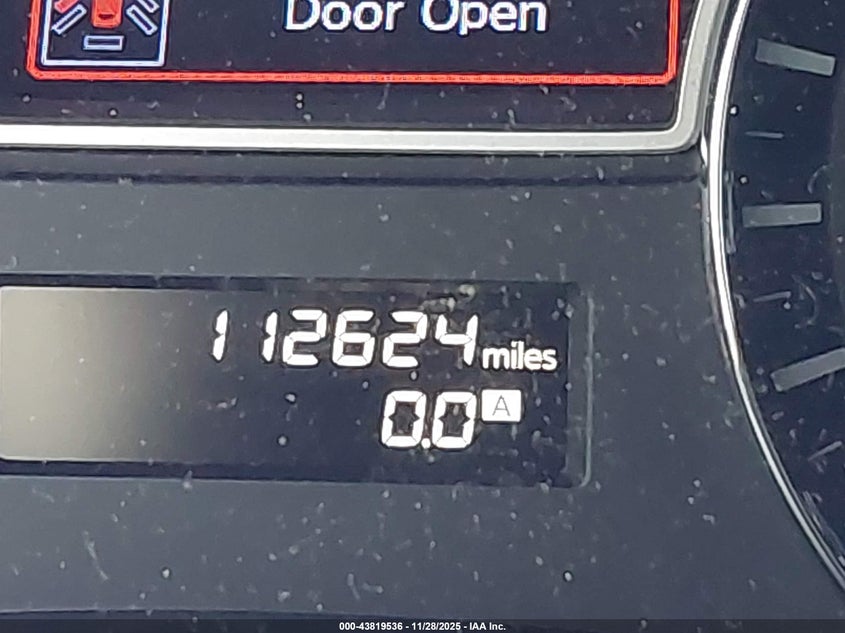 Door Open
112624 miles
0.0 A
000-43819536 - 11/28/2025 - IAA Inc.